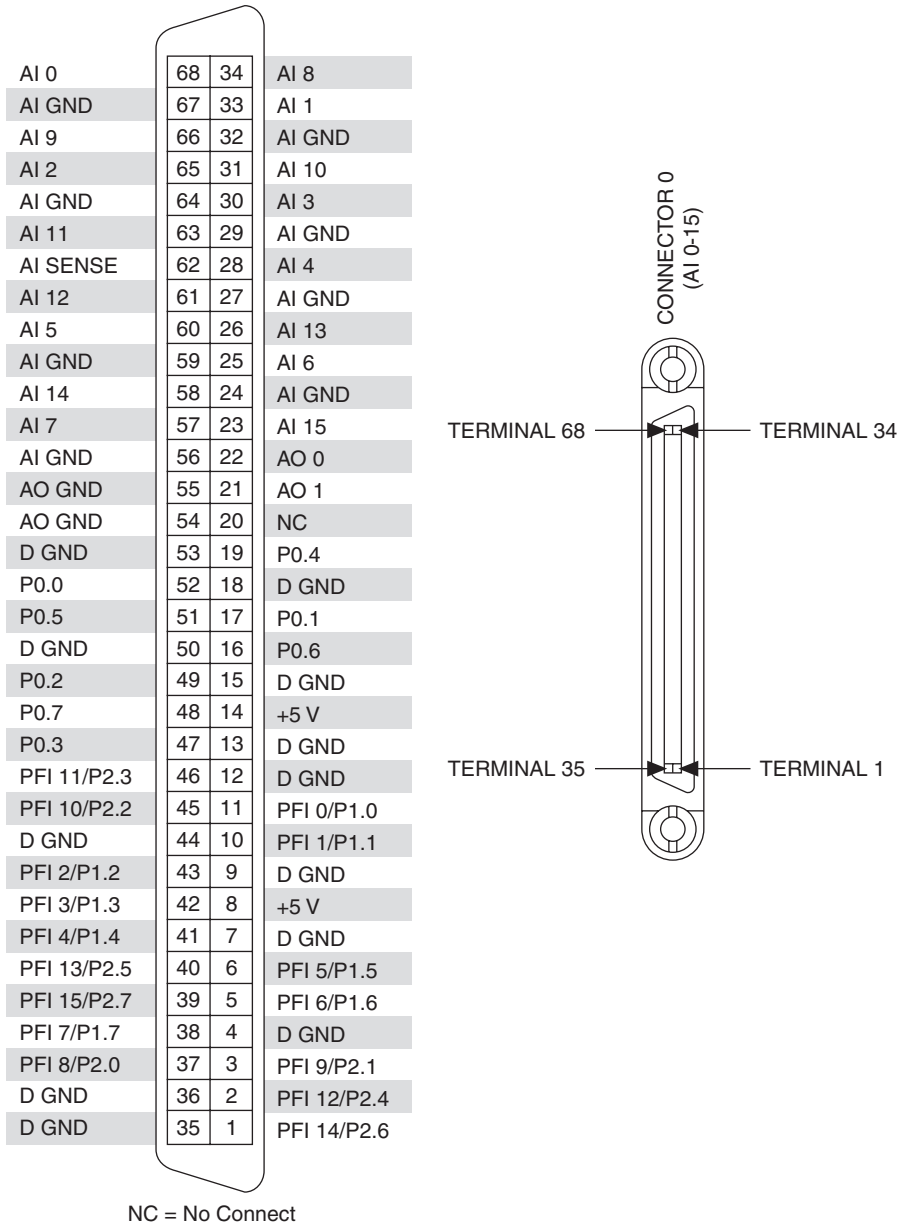 AI 0 68 34 AI 8
AI GND 67 33 AI 1
AI 9 66 32 AI GND
AI 2 65 31 AI 10
AI GND 64 30 AI 3
AI 11 63 29 AI GND
AI SENSE 62 28 AI 4
AI 12 61 27 AI GND
AI 5 60 26 AI 13
AI GND 59 25 AI 6
AI 14 58 24 AI GND
AI 7 57 23 AI 15
AI GND 56 22 AO 0
AO GND 55 21 AO 1
AO GND 54 20 NC
D GND 53 19 P0.4
P0.0 52 18 D GND
P0.5 51 17 P0.1
D GND 50 16 P0.6
P0.2 49 15 D GND
P0.7 48 14 +5 V
P0.3 47 13 D GND
PFI 11/P2.3 46 12 D GND
PFI 10/P2.2 45 11 PFI 0/P1.0
D GND 44 10 PFI 1/P1.1
PFI 2/P1.2 43 9 D GND
PFI 3/P1.3 42 8 +5 V
PFI 4/P1.4 41 7 D GND
PFI 13/P2.5 40 6 PFI 5/P1.5
PFI 15/P2.7 39 5 PFI 6/P1.6
PFI 7/P1.7 38 4 D GND
PFI 8/P2.0 37 3 PFI 9/P2.1
D GND 36 2 PFI 12/P2.4
D GND 35 1 PFI 14/P2.6
NC = No Connect
CONNECTOR 0
(AI 0-15)
TERMINAL 68 TERMINAL 34
TERMINAL 35 TERMINAL 1